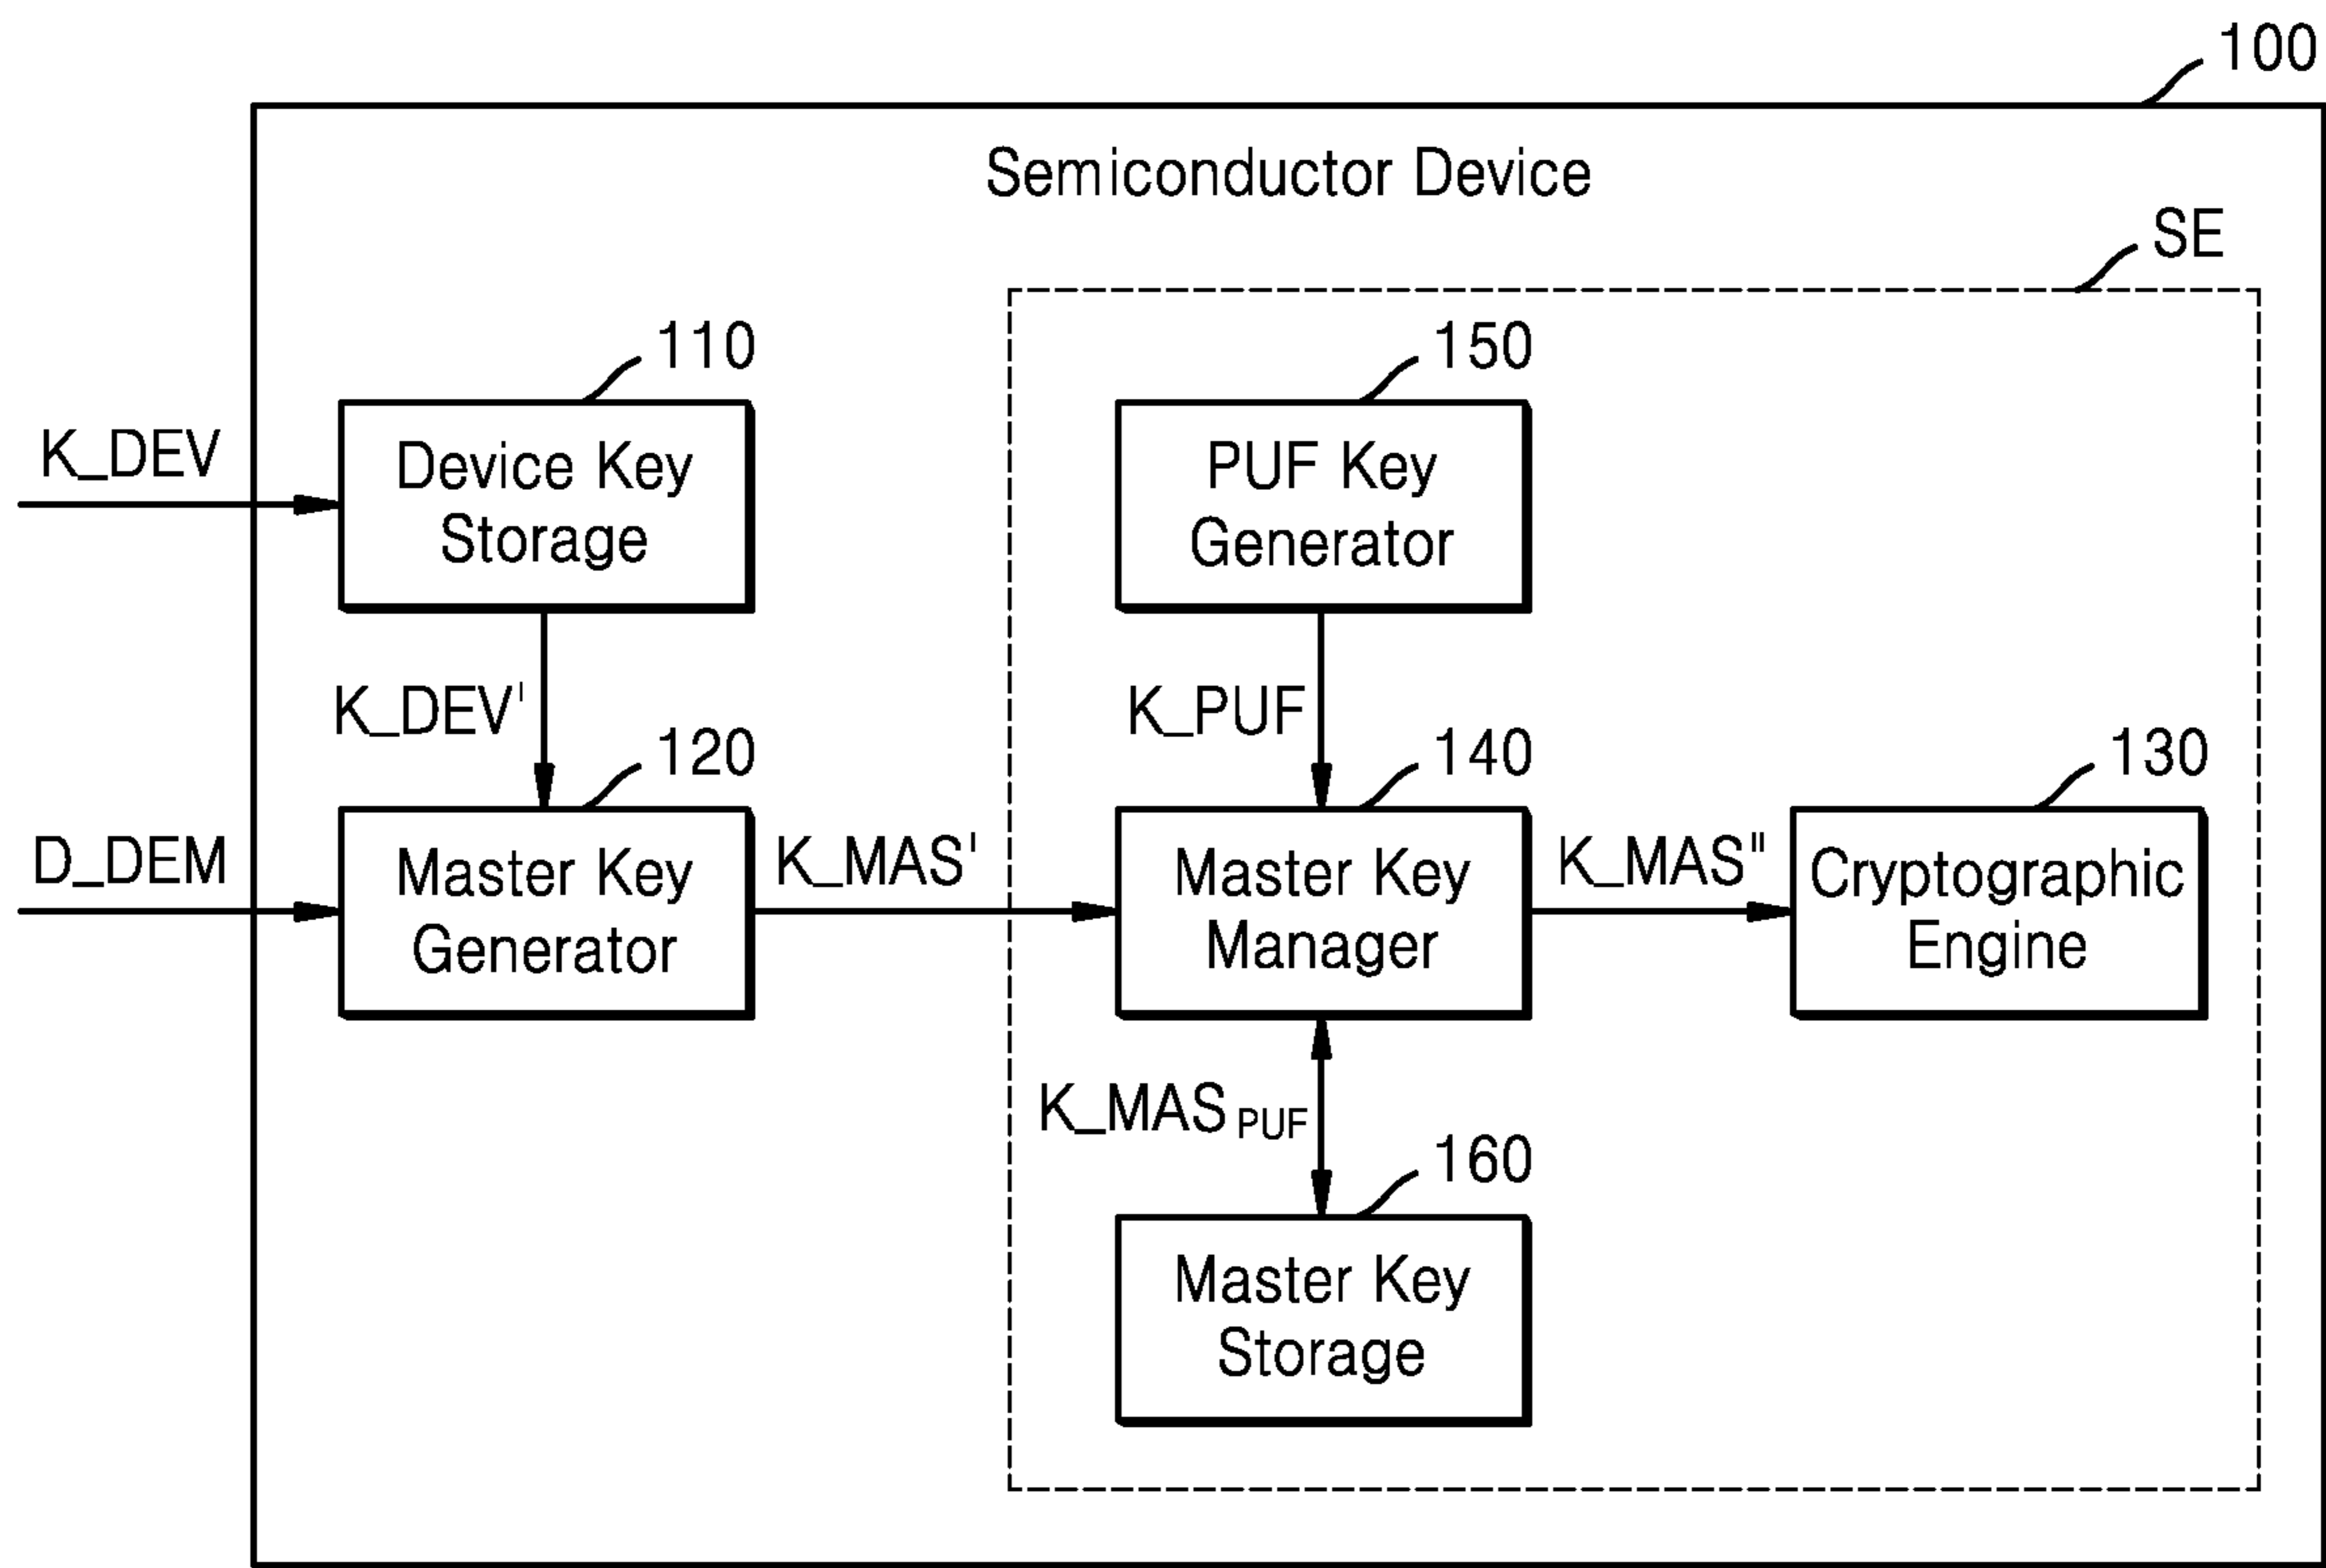 100
Semiconductor Device
SE
110
150
K_DEV
Device Key
Storage
PUF Key
Generator
K_DEV'
K_PUF
120
140
130
D_DEM
Master Key
Generator
K_MAS'
Master Key
Manager
K_MAS"
Cryptographic
Engine
K_MAS PUF
160
Master Key
Storage